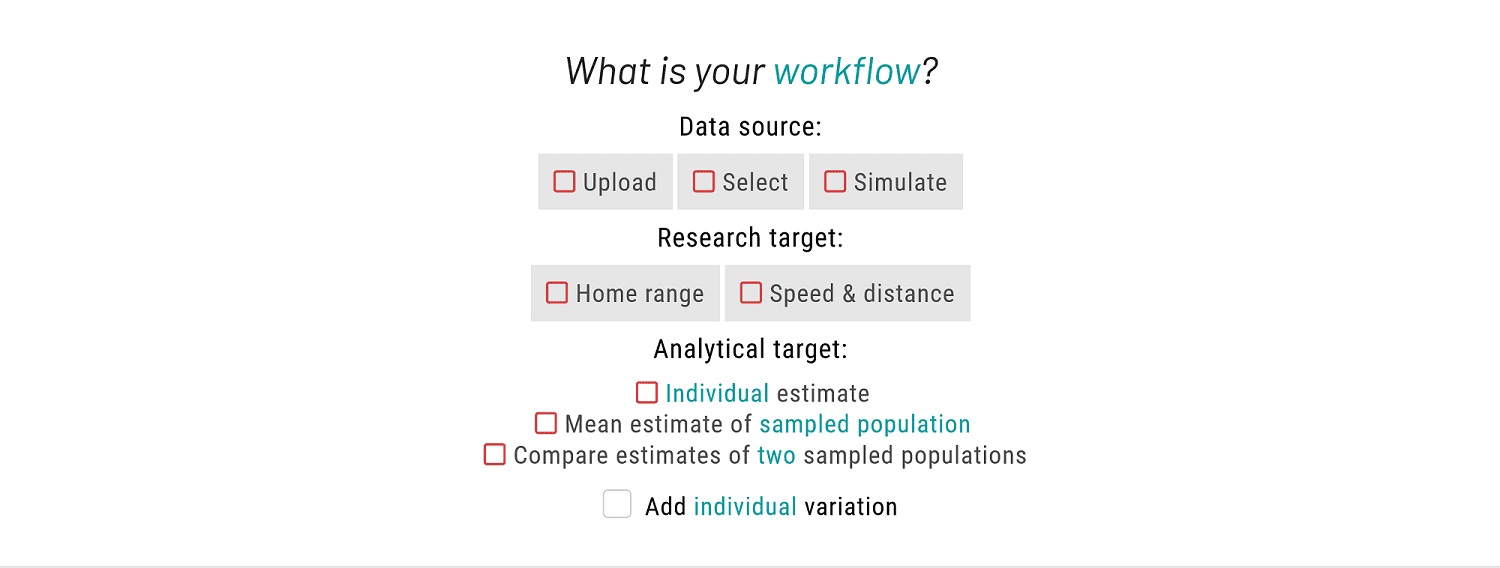 What is your workflow?
Data source:
Upload Select Simulate
Research target:
Home range Speed & distance
Analytical target:
Individual estimate
Mean estimate of sampled population
Compare estimates of two sampled populations
Add individual variation